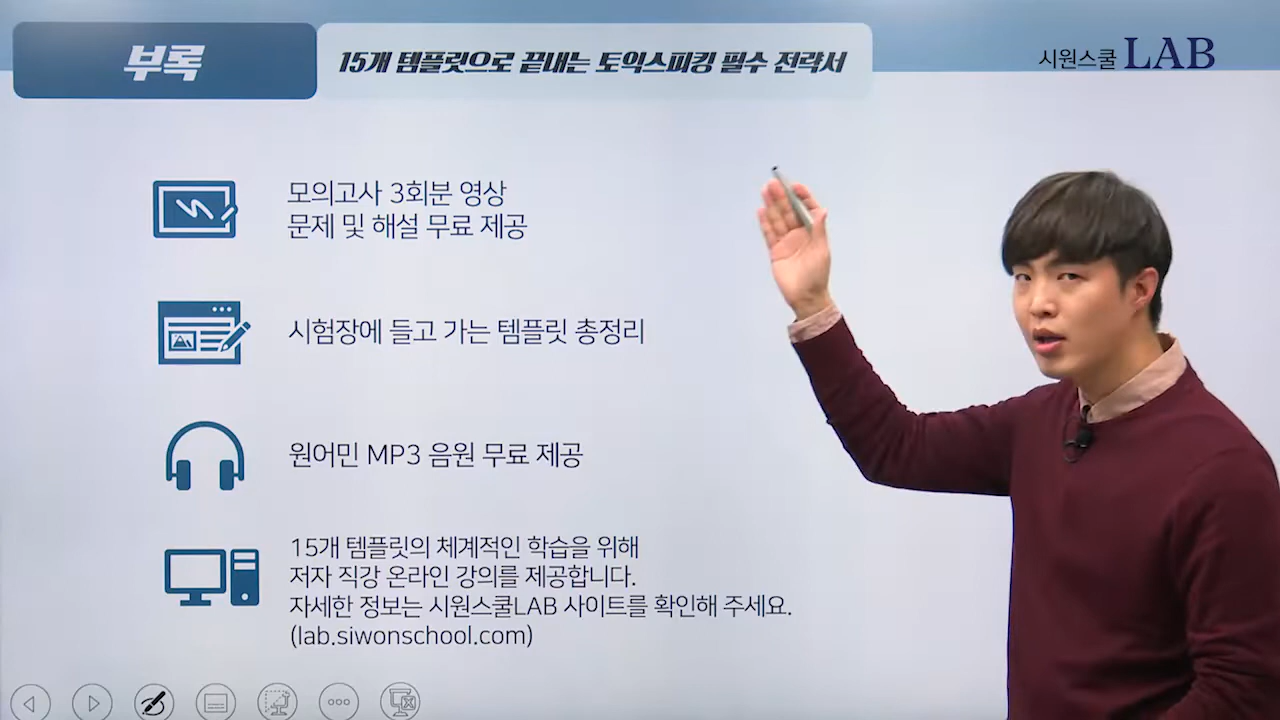 부록
15개 템플릿으로 끝내는 토익스피킹 필수 전략서
시원스쿨 LAB
모의고사 3회분 영상
문제 및 해설 무료 제공
시험장에 들고 가는 템플릿 총정리
원어민 MP3 음원 무료 제공
15개 템플릿의 체계적인 학습을 위해
저자 직강 온라인 강의를 제공합니다.
자세한 정보는 시원스쿨LAB 사이트를 확인해 주세요.
(lab.siwonschool.com)